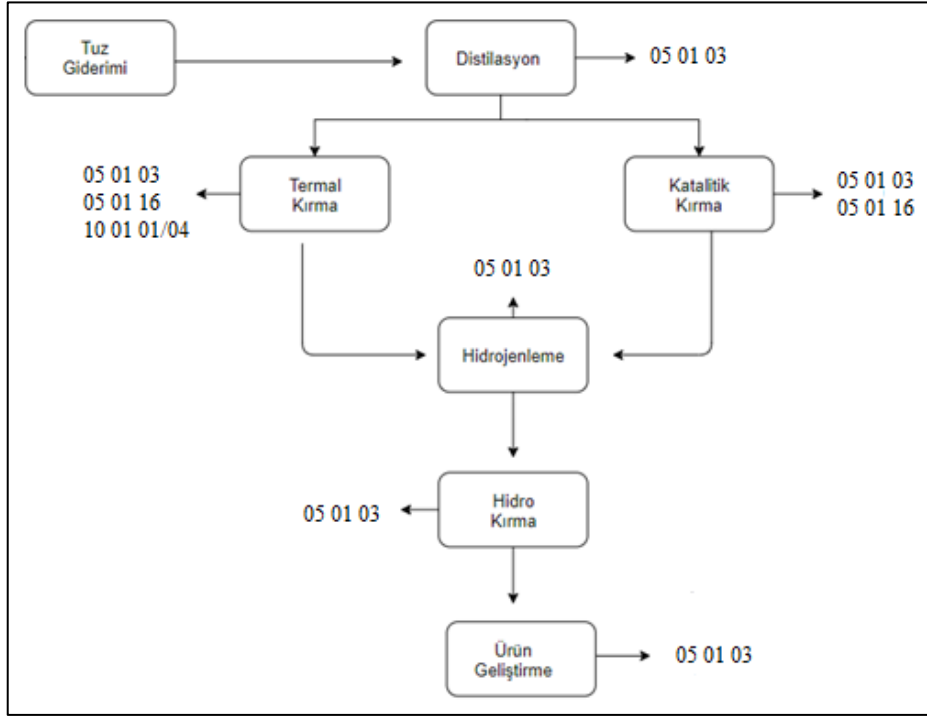 Tuz
Giderimi
Distilasyon
05 01 03
05 01 03
05 01 16
10 01 01/04
Termal
Kırma
Katalitik
Kırma
05 01 03
05 01 16
05 01 03
Hidrojenleme
05 01 03
Hidro
Kırma
Ürün
Geliştirme
05 01 03